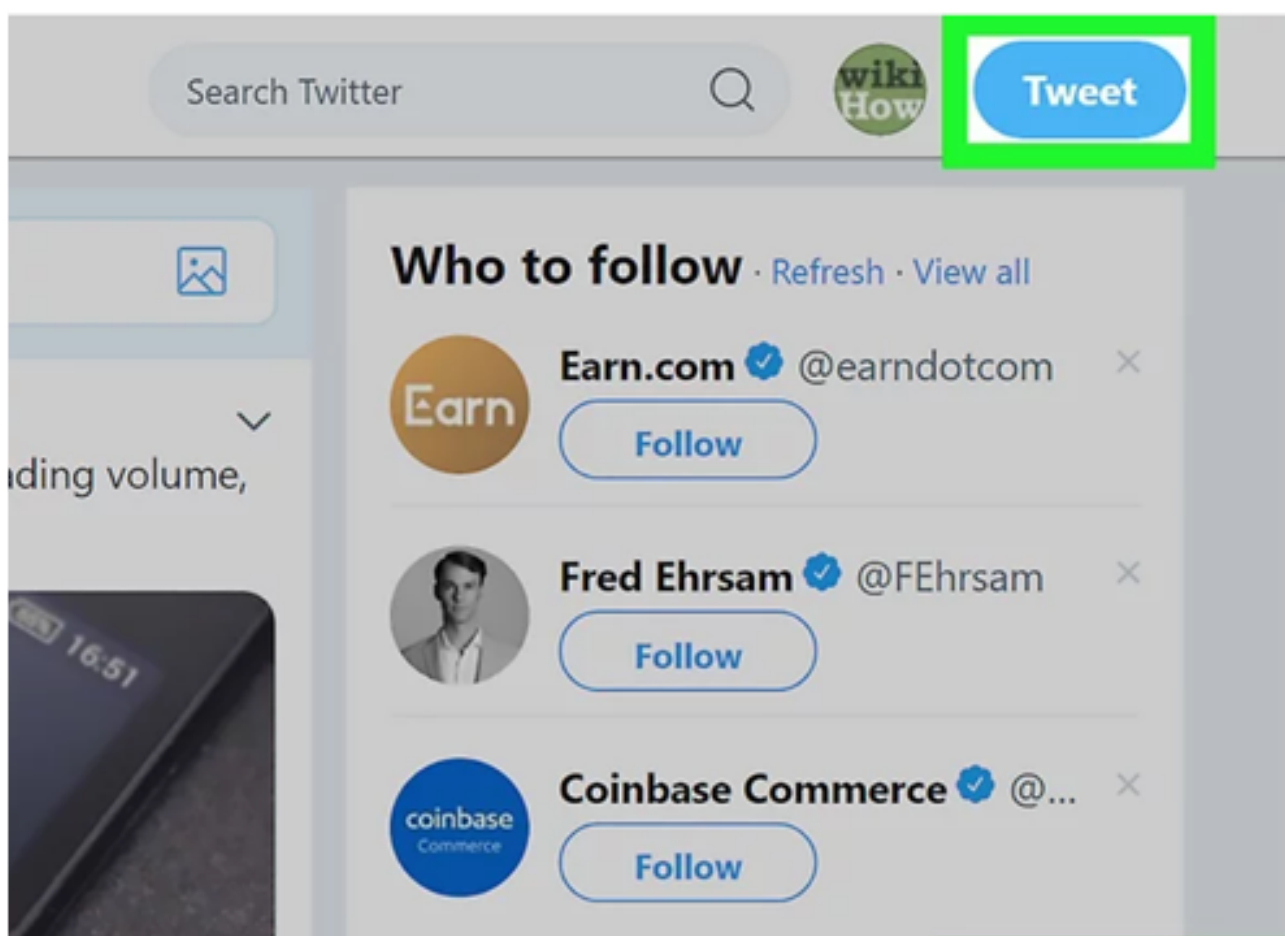 Search Twitter
wiki
How
Tweet
Who to follow · Refresh · View all
Earn
Earn.com @earndotcom
Follow
ading volume,
Fred Ehrsam @FEhrsam
Follow
16:51
Coinbase Commerce @...
coinbase
Commerce
Follow